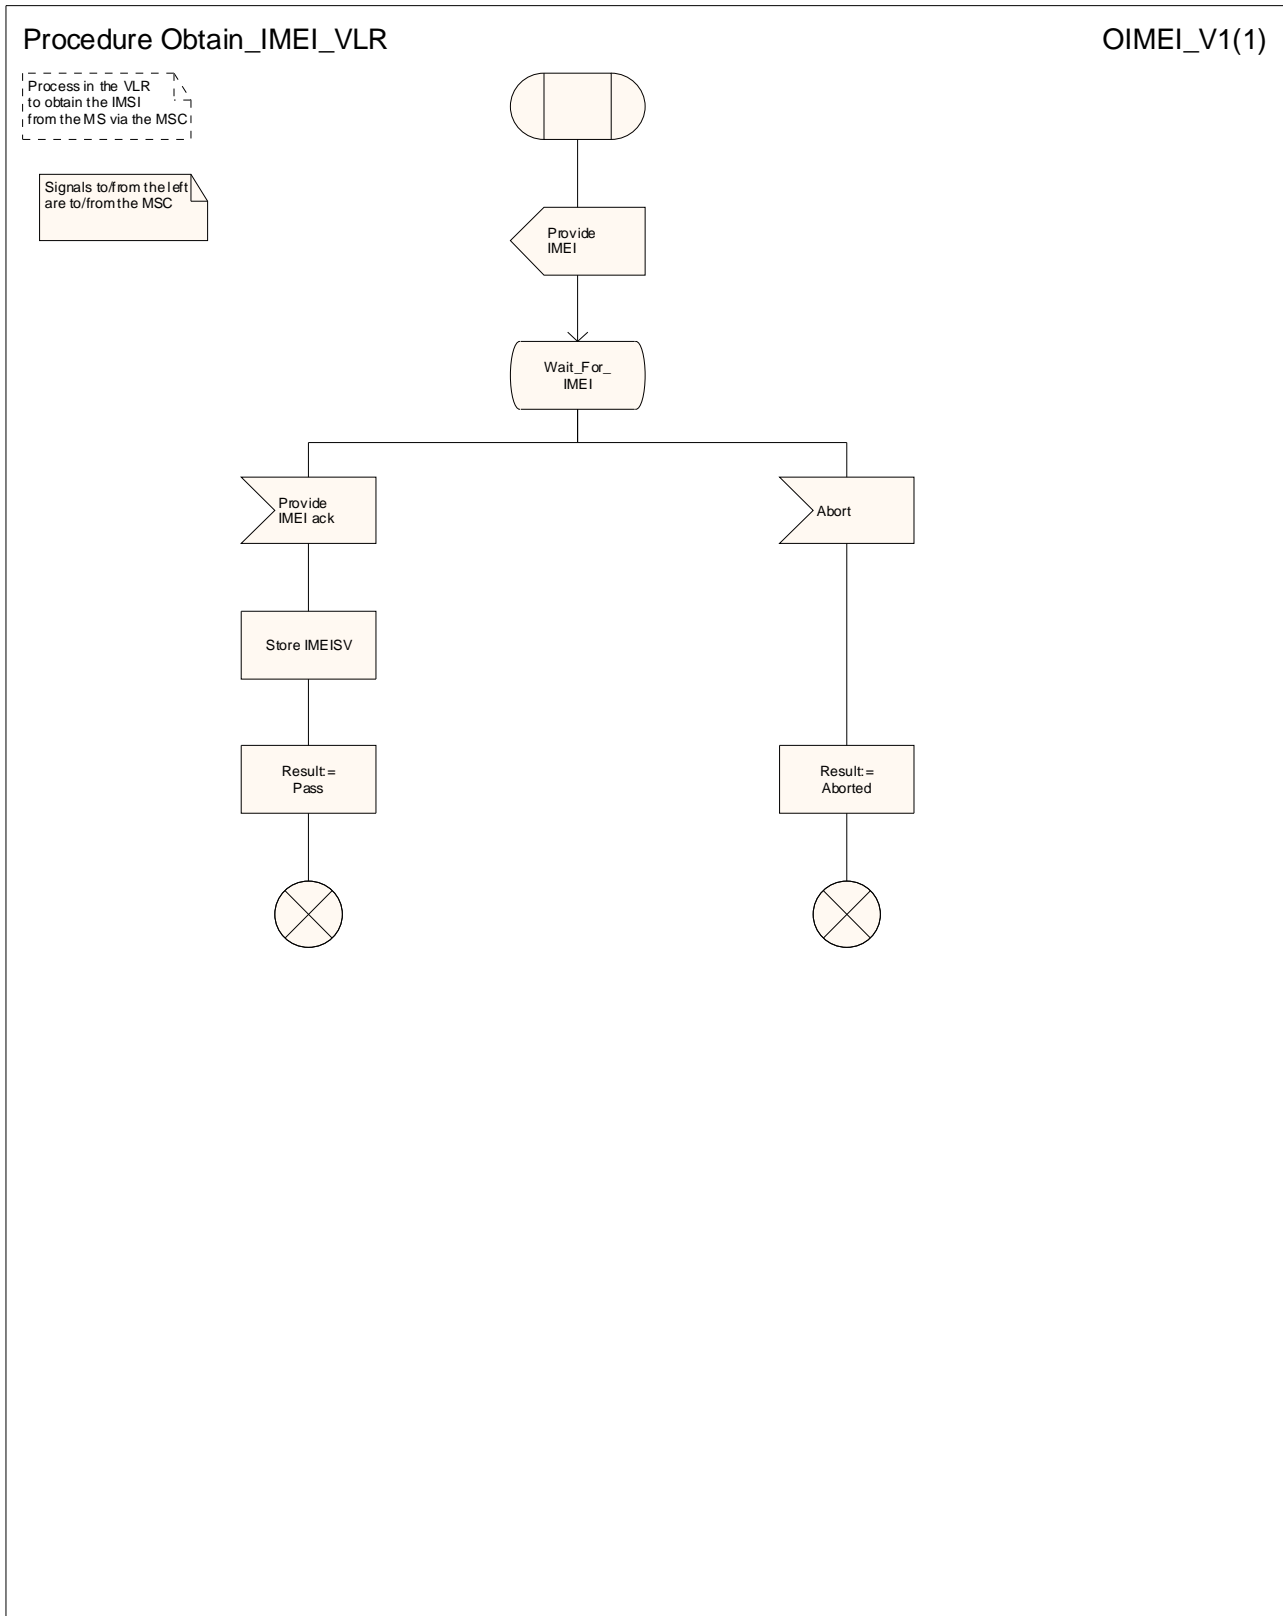 Procedure Obtain_IMEI_VLR
OIMEI_V1(1)
Process in the VLR
to obtain the IMSI
from the MS via the MSC
Signals to/from the left
are to/from the MSC
Provide
IMEI
Wait_For_
IMEI
Provide
IMEI ack
Abort
Store IMEISV
Result:=
Pass
Result:=
Aborted